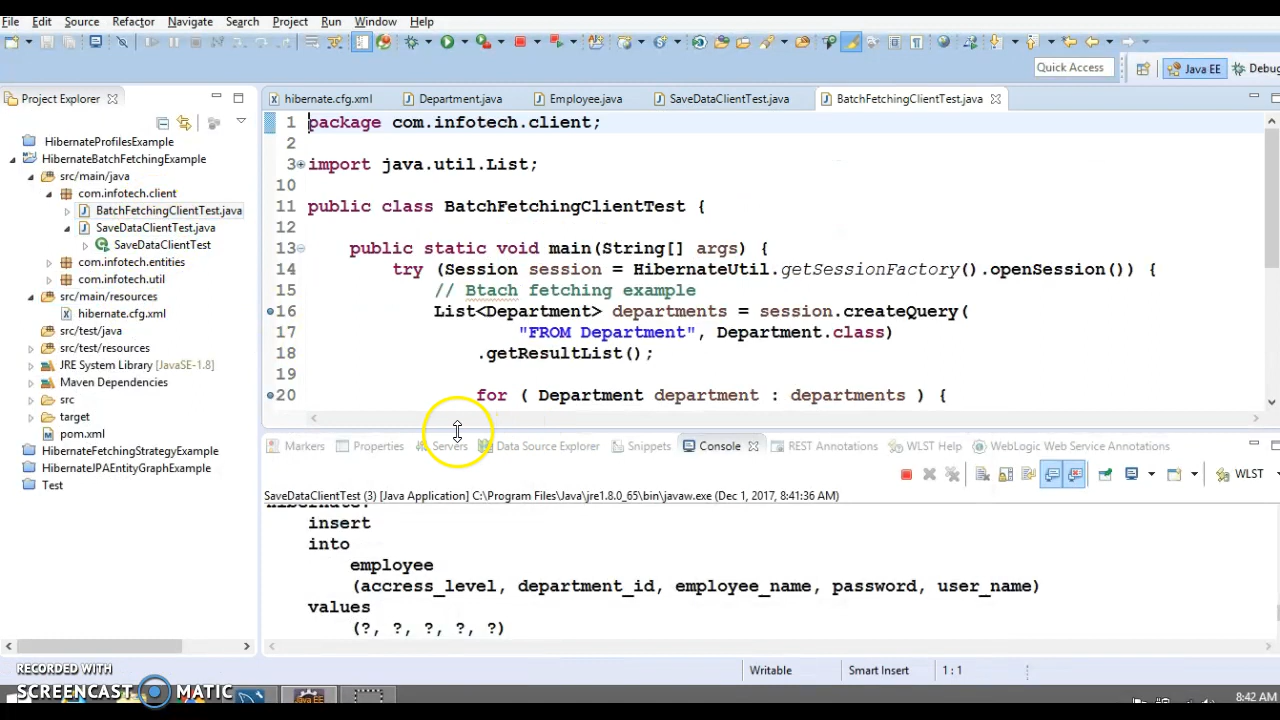 File Edit Source Refactor Navigate Search Project Run Window Help
Quick Access Java EE Debug
Project Explorer
hibernate.cfg.xml Department.java Employee.java SaveDataClientTest.java BatchFetchingClientTest.java
HibernateProfilesExample
HibernateBatchFetchingExample
src/main/java
com.infotech.client
BatchFetchingClientTest.java
SaveDataClientTest.java
SaveDataClientTest
com.infotech.entities
com.infotech.util
src/main/resources
hibernate.cfg.xml
src/test/java
src/test/resources
JRE System Library [JavaSE-1.8]
Maven Dependencies
src
target
pom.xml
HibernateFetchingStrategyExample
HibernateJPAEntityGraphExample
Test
1 package com.infotech.client;
2
3 import java.util.List;
10
11 public class BatchFetchingClientTest {
12
13 public static void main(String[] args) {
14 try (Session session = HibernateUtil.getSessionFactory().openSession()) {
15 // Btach fetching example
16 List<Department> departments = session.createQuery(
17 "FROM Department", Department.class)
18 .getResultList();
19
20 for ( Department department : departments ) {
Markers Properties Servers Data Source Explorer Snippets Console REST Annotations WLST Help WebLogic Web Service Annotations
WLST
SaveDataClientTest (3) [Java Application] C:\Program Files\Java\jre1.8.0_65\bin\javaw.exe (Dec 1, 2017, 8:41:36 AM)
Hibernate:
insert
into
employee
(accress_level, department_id, employee_name, password, user_name)
values
(?, ?, ?, ?, ?)
Writable Smart Insert 1 : 1
RECORDED WITH
SCREENCAST MATIC
Java EE
8:42 AM